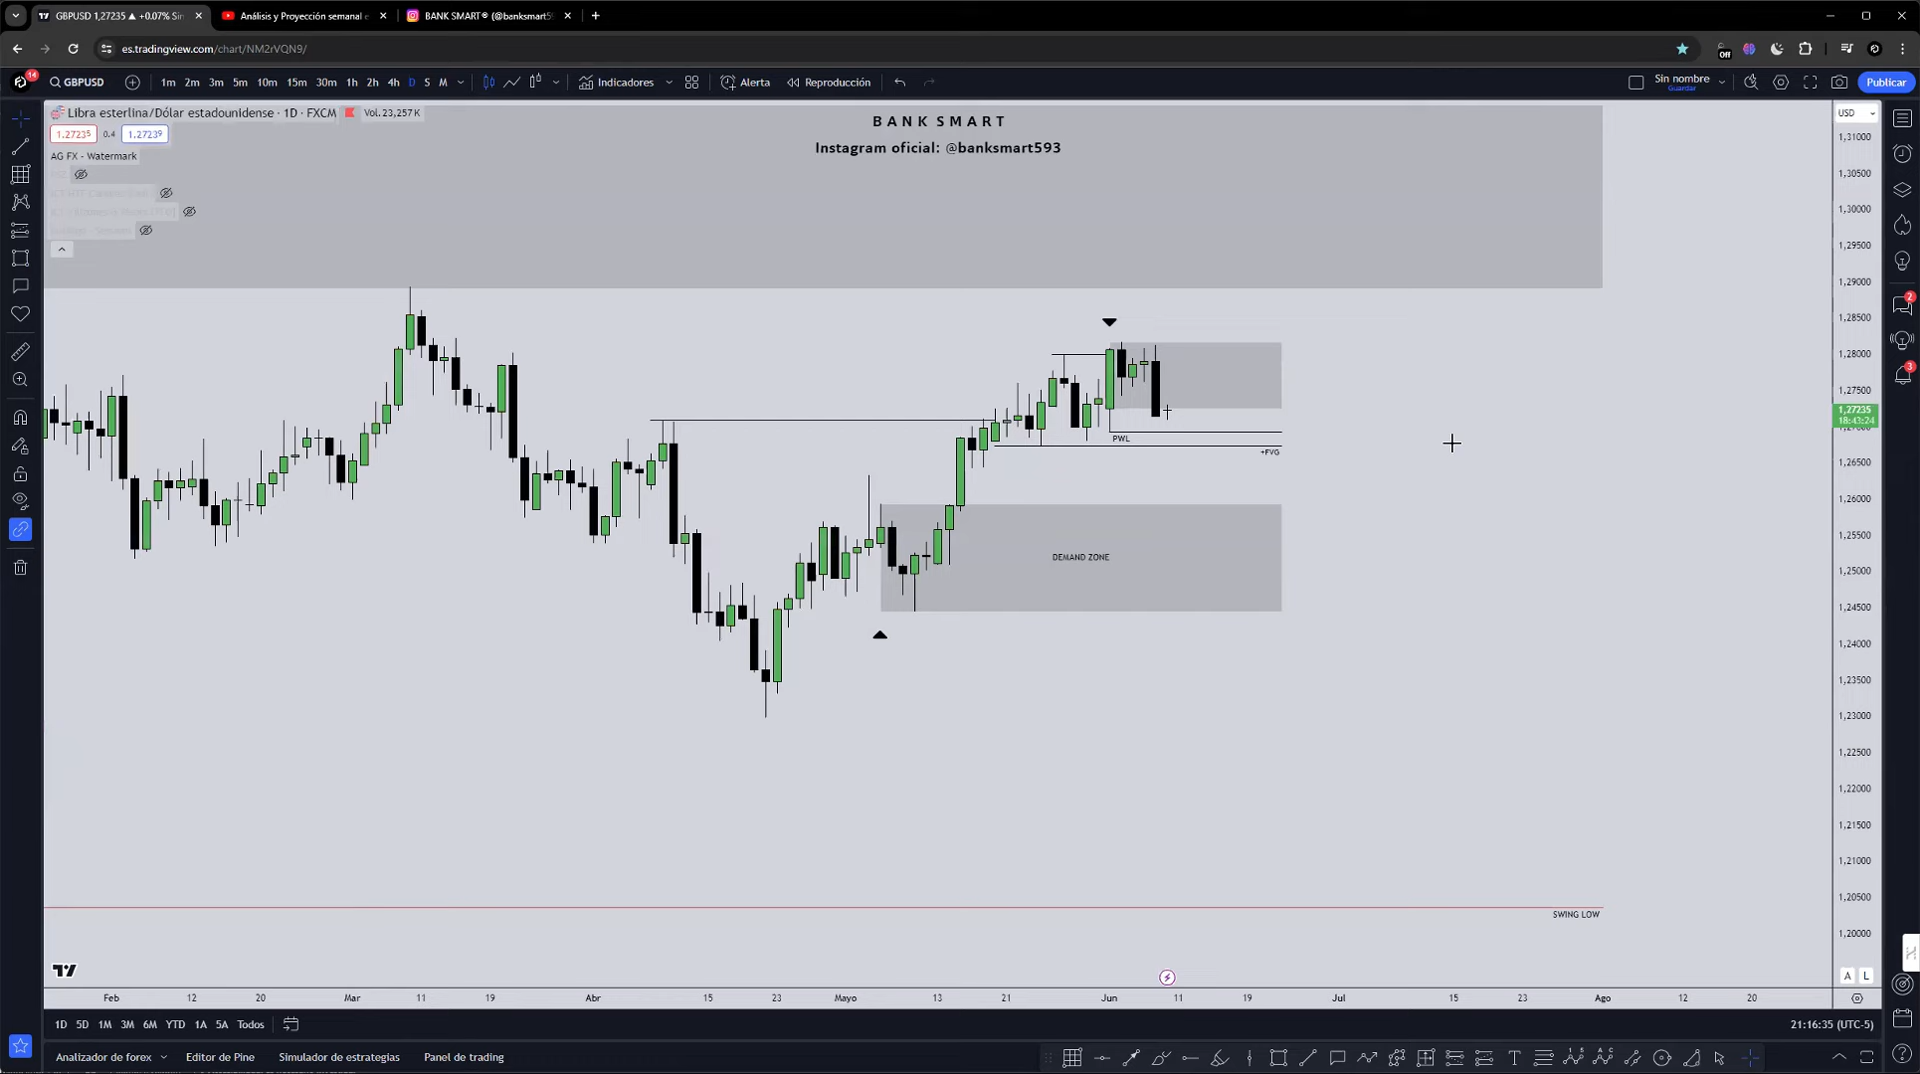 GBPUSD 1,27235 ▲ +0.07% Sin
Análisis y Proyección semanal e
BANK SMART® (@banksmart59
es.tradingview.com/chart/NM2rVQN9/
Off
14
GBPUSD
1m 2m 3m 5m 10m 15m 30m 1h 2h 4h D S M
Indicadores
Alerta
Reproducción
Sin nombre
Guardar
Publicar
Libra esterlina/Dólar estadounidense · 1D · FXCM
Vol. 23,257 K
1,27235 0.4 1,27239
AG FX - Watermark
BANK SMART
Instagram oficial: @banksmart593
USD
1,31000
1,30500
1,30000
1,29500
1,29000
1,28500
1,28000
1,27500
1,27235
18:43:24
1,26500
1,26000
1,25500
1,25000
1,24500
1,24000
1,23500
1,23000
1,22500
1,22000
1,21500
1,21000
1,20500
1,20000
2
3
PWL
+FVG
DEMAND ZONE
SWING LOW
A L
Feb 12 20 Mar 11 19 Abr 15 23 Mayo 13 21 Jun 11 19 Jul 15 23 Ago 12 20
1D 5D 1M 3M 6M YTD 1A 5A Todos
21:16:35 (UTC-5)
Analizador de forex
Editor de Pine
Simulador de estrategias
Panel de trading